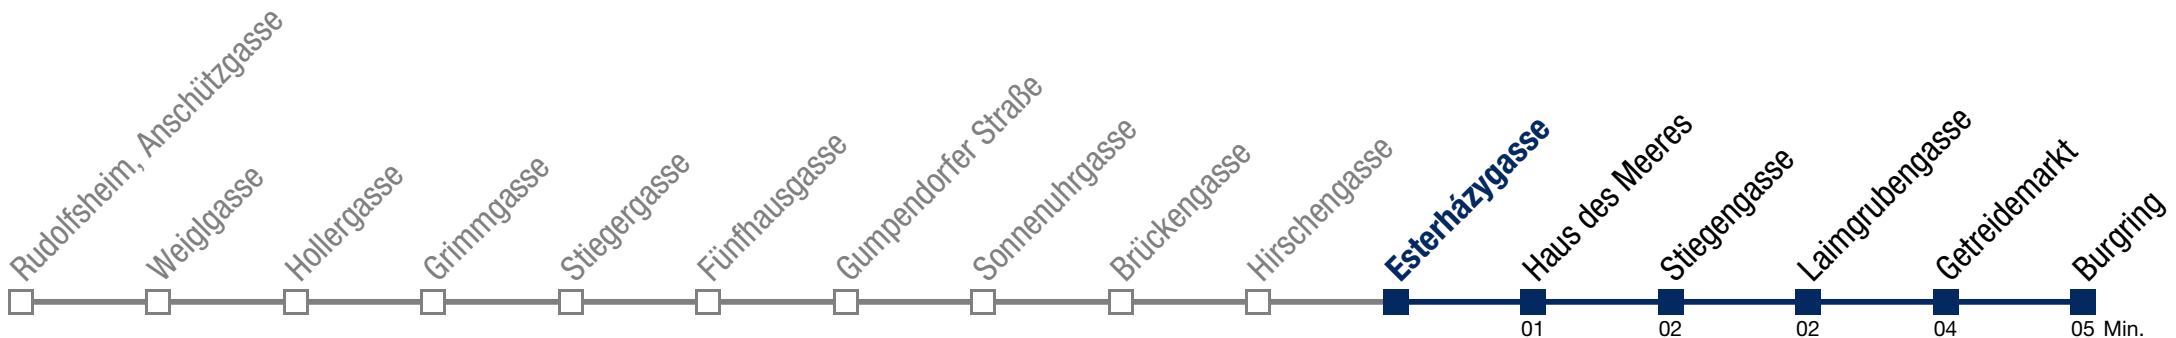 Rudolfsheim, Anschützgasse
Weiglgasse
Hollergasse
Grimmgasse
Stiegergasse
Fünfhausgasse
Gumpendorfer Straße
Sonnenuhrgasse
Brückengasse
Hirschengasse
Esterházygasse
Haus des Meeres
Stiegengasse
Laimgrubengasse
Getreidemarkt
Burgring
01 02 02 04 05 Min.